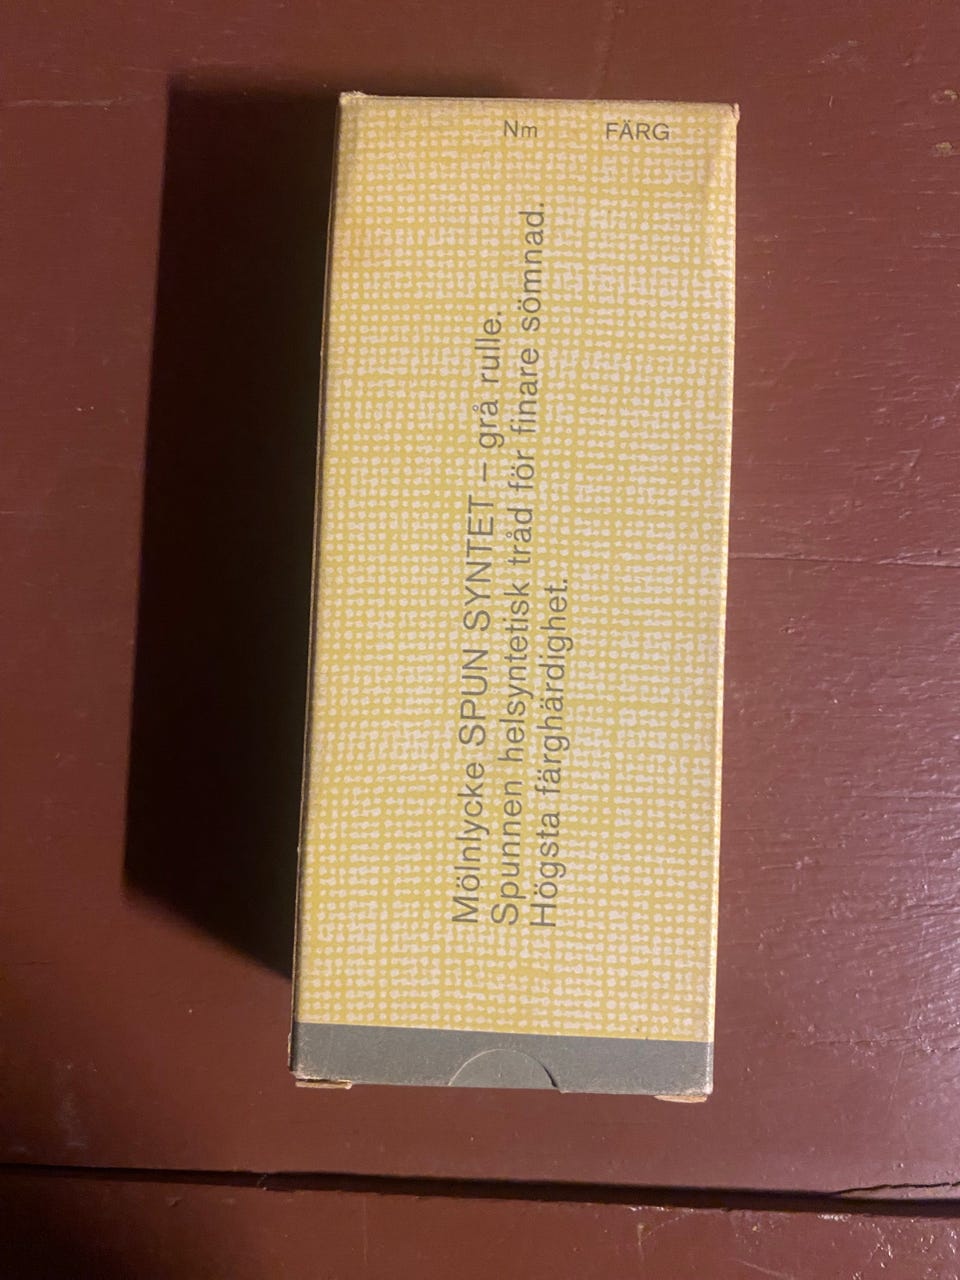 Nm FÄRG
Mölnlycke SPUN SYNTET – grå rulle.
Spunnen helsyntetisk tråd för finare sömnad.
Högsta färghärdighet.